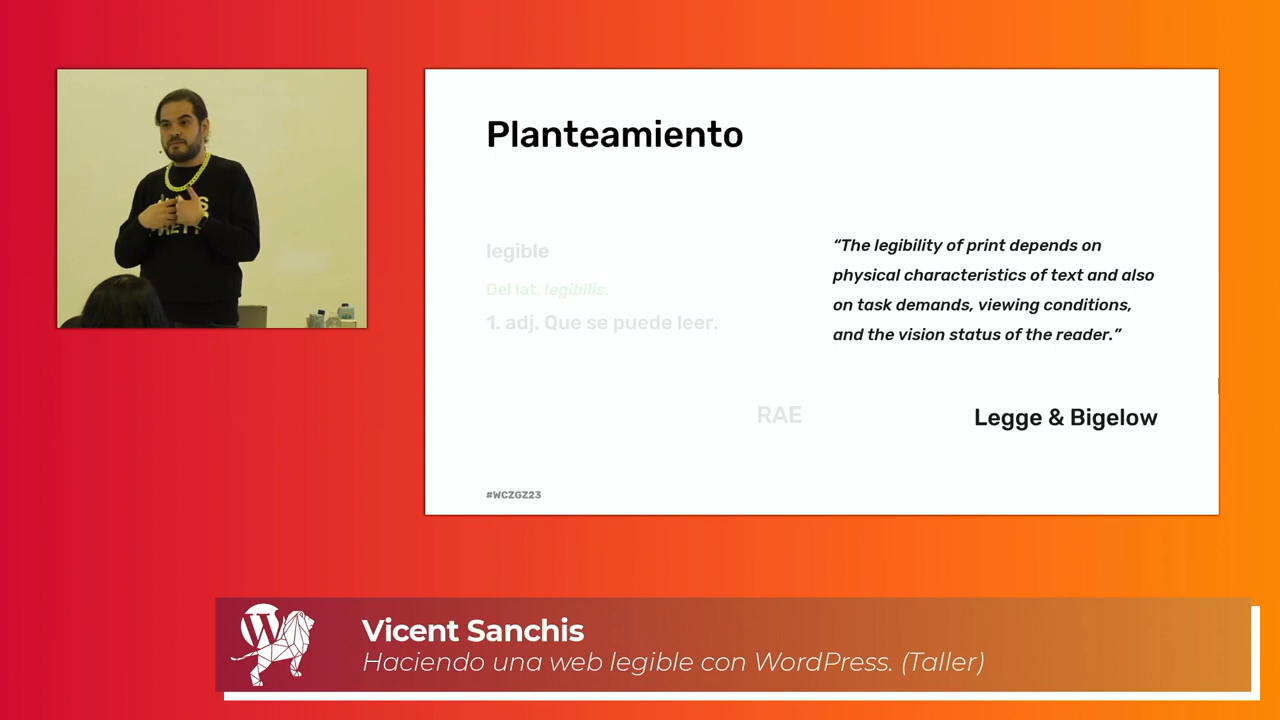 Planteamiento
legible
Del lat. legibilis.
1. adj. Que se puede leer.
RAE
“The legibility of print depends on
physical characteristics of text and also
on task demands, viewing conditions,
and the vision status of the reader.”
Legge & Bigelow
#WCZGZ23
Vicent Sanchis
Haciendo una web legible con WordPress. (Taller)